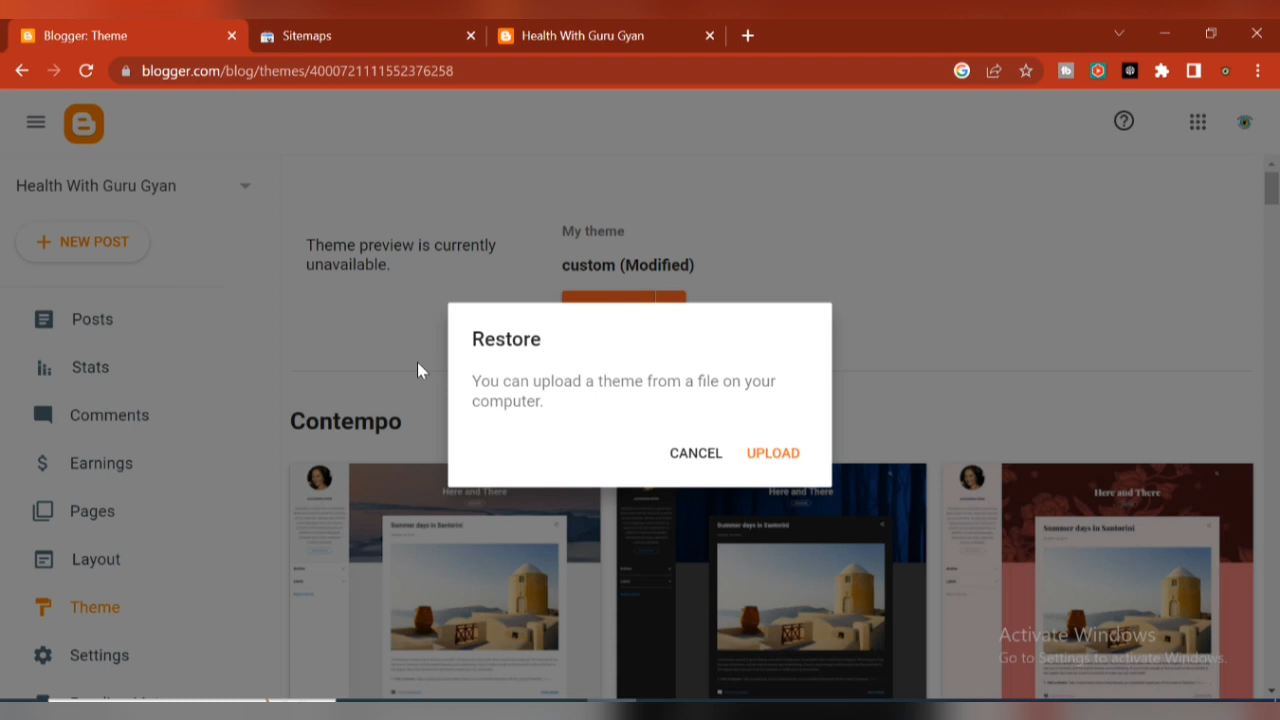 Blogger: Theme
Sitemaps
Health With Guru Gyan
blogger.com/blog/themes/4000721111552376258
Health With Guru Gyan
NEW POST
Posts
Stats
Comments
Earnings
Pages
Layout
Theme
Settings
Theme preview is currently
unavailable.
My theme
custom (Modified)
Restore
You can upload a theme from a file on your
computer.
CANCEL
UPLOAD
Contempo
Here and There
Summer days in Santorini
Here and There
Summer days in Santorini
Here and There
Summer days in Santorini
Activate Windows
Go to Settings to activate Windows.